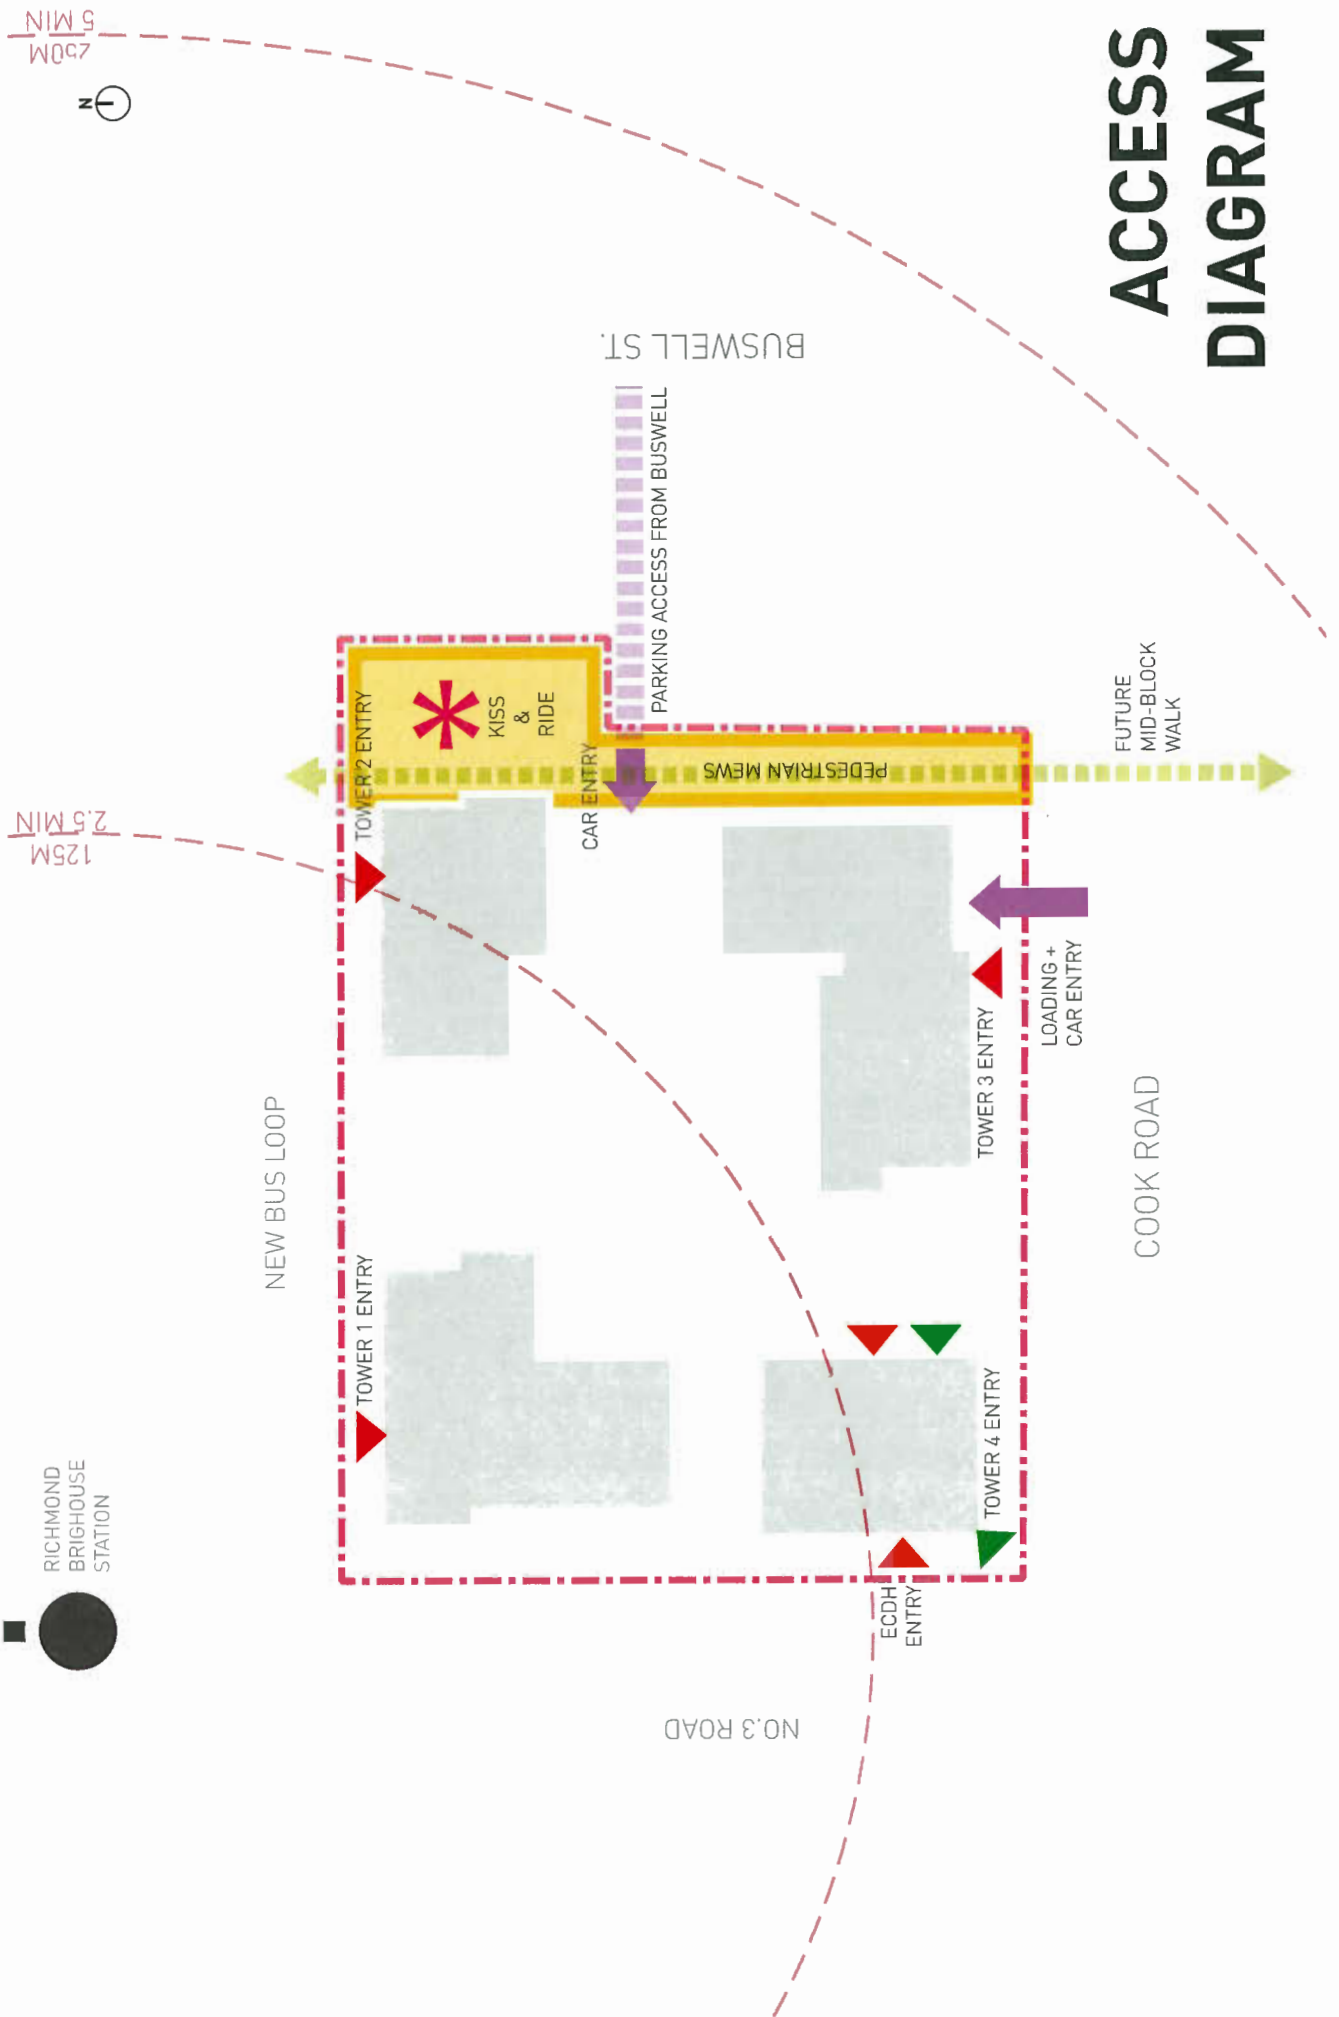 RICHMOND
BRIGHOUSE
STATION
125M
2.5 MIN
250M
5 MIN
N
NEW BUS LOOP
TOWER 1 ENTRY
TOWER 2 ENTRY
KISS
&
RIDE
CAR ENTRY
PARKING ACCESS FROM BUSWELL
BUSWELL ST.
PEDESTRIAN MEWS
NO.3 ROAD
ECDH
ENTRY
TOWER 4 ENTRY
TOWER 3 ENTRY
LOADING +
CAR ENTRY
FUTURE
MID-BLOCK
WALK
COOK ROAD
ACCESS
DIAGRAM